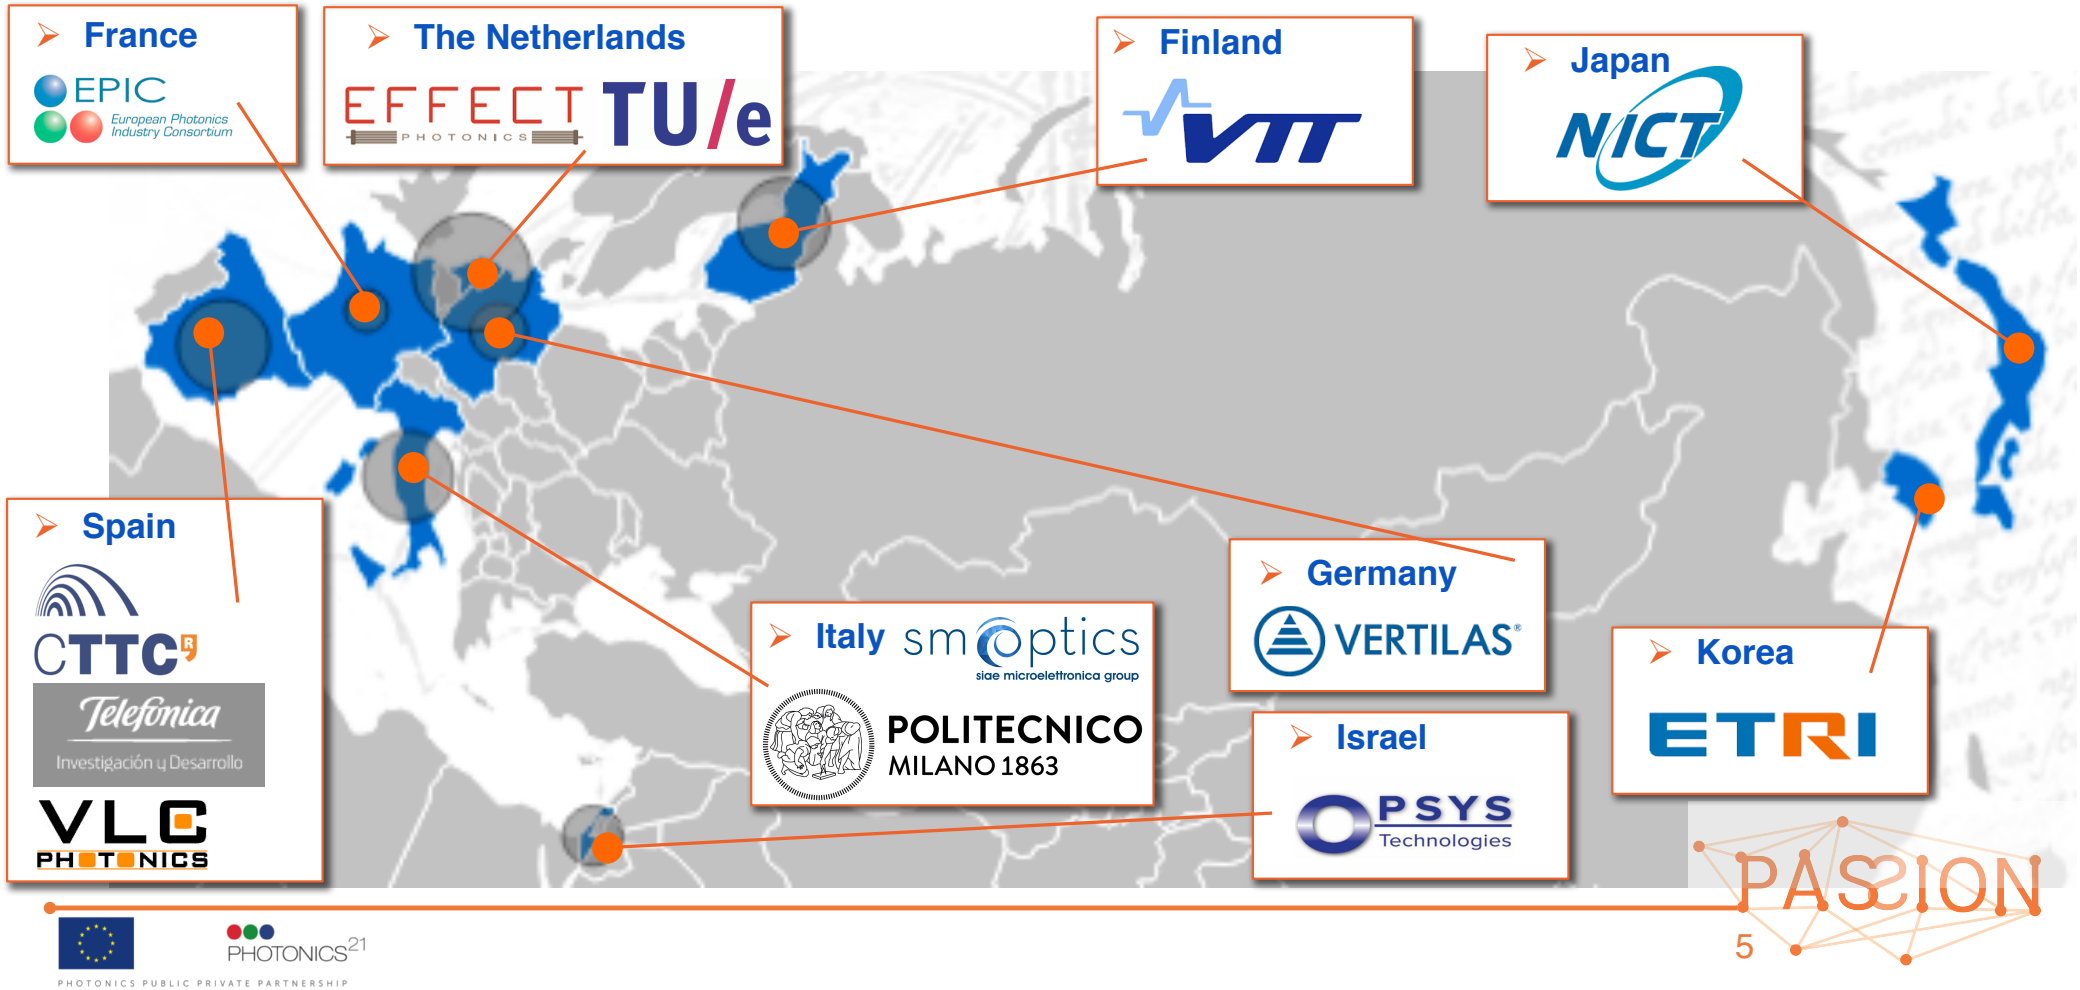 France
EPIC
European Photonics
Industry Consortium
The Netherlands
EFFECT
PHOTONICS
TU/e
Finland
VTT
Japan
NICT
Spain
CTTC
R
Telefónica
Investigación y Desarrollo
VLC
PHOTONICS
Italy
smoptics
siae microelettronica group
POLITECNICO
MILANO 1863
Germany
VERTILAS®
Israel
OPSYS
Technologies
Korea
ETRI
PASSION
PHOTONICS21
PHOTONICS PUBLIC PRIVATE PARTNERSHIP
5